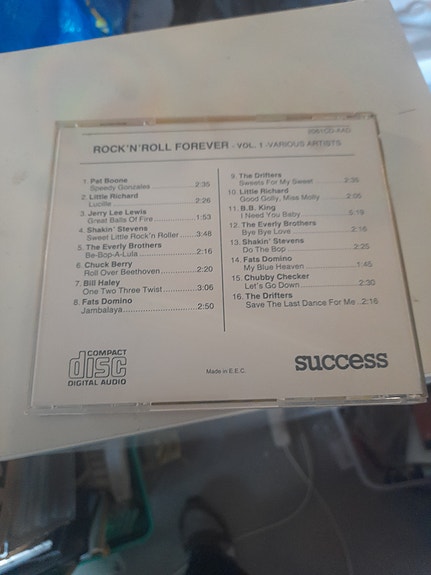 2081CD-AAD
ROCK'N'ROLL FOREVER - VOL. 1 - VARIOUS ARTISTS
1. Pat Boone
Speedy Gonzales ............ 2:35
2. Little Richard
Lucille ............ 2:26
3. Jerry Lee Lewis
Great Balls Of Fire ............ 1:53
4. Shakin' Stevens
Sweet Little Rock'n Roller ..... 3:48
5. The Everly Brothers
Be-Bop-A-Lula ............ 2:16
6. Chuck Berry
Roll Over Beethoven ............ 2:20
7. Bill Haley
One Two Three Twist ............ 3:06
8. Fats Domino
Jambalaya ............ 2:50
9. The Drifters
Sweets For My Sweet ............ 2:35
10. Little Richard
Good Golly, Miss Molly ............ 2:05
11. B.B. King
I Need You Baby ............ 5:19
12. The Everly Brothers
Bye Bye Love ............ 2:16
13. Shakin' Stevens
Do The Bop ............ 2:25
14. Fats Domino
My Blue Heaven ............ 1:45
15. Chubby Checker
Let's Go Down ............ 2:30
16. The Drifters
Save The Last Dance For Me .. 2:16
COMPACT
disc
DIGITAL AUDIO
Made in E.E.C.
success